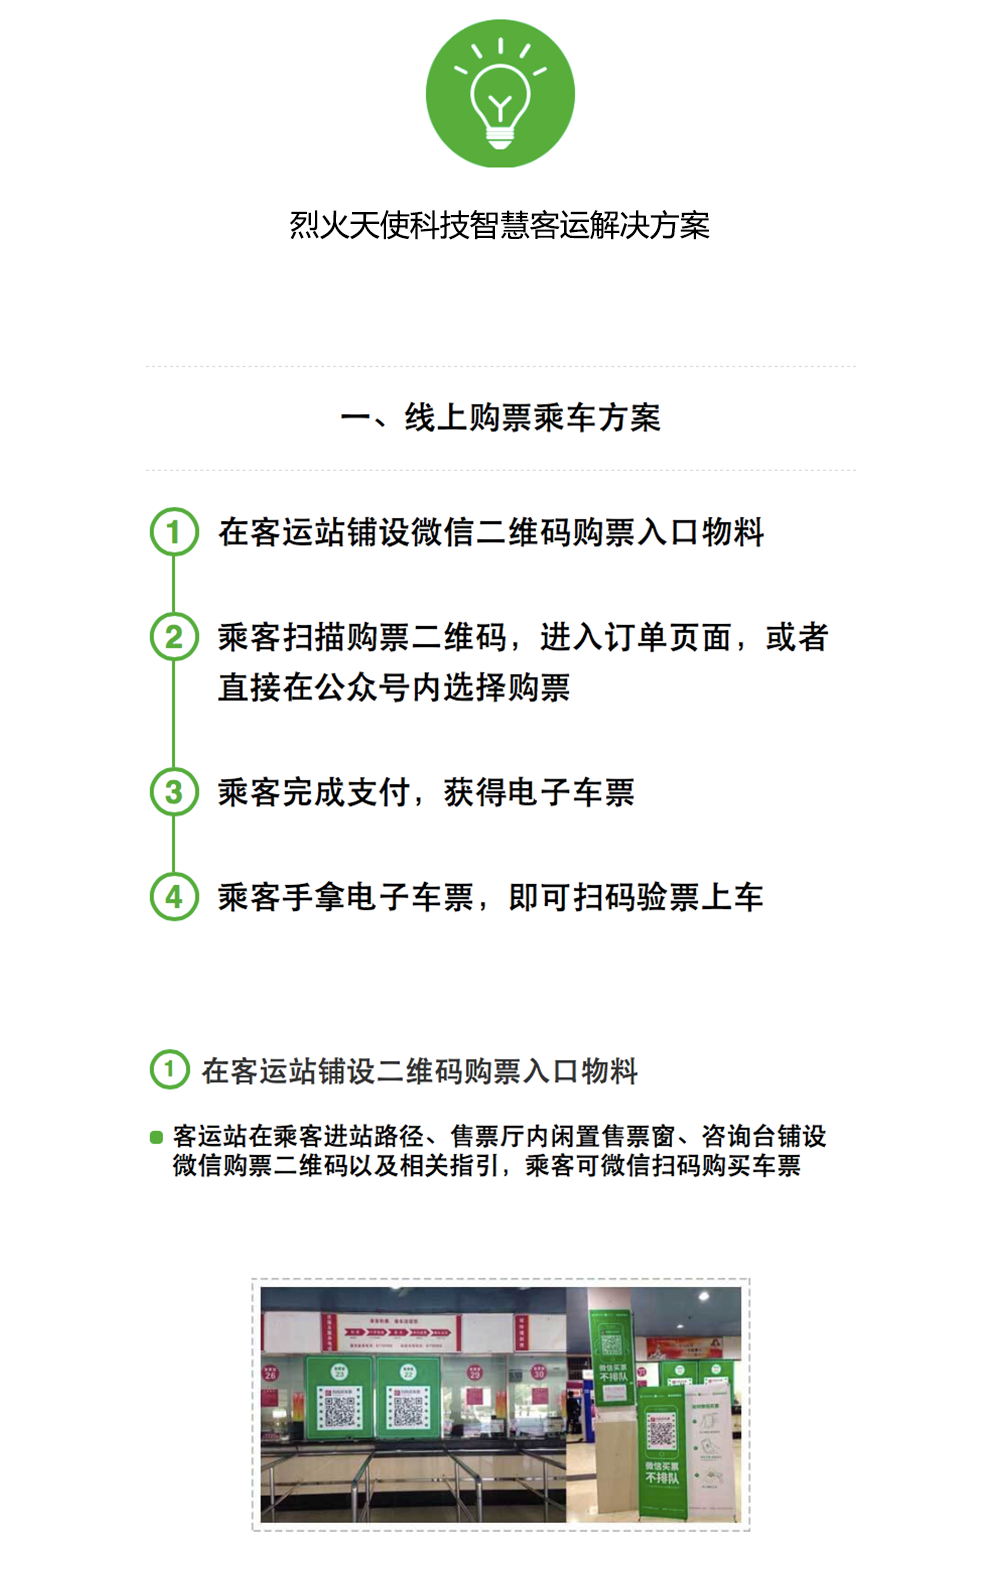 烈火天使科技智慧客运解决方案
一、线上购票乘车方案
1 在客运站铺设微信二维码购票入口物料
2 乘客扫描购票二维码，进入订单页面，或者
直接在公众号内选择购票
3 乘客完成支付，获得电子车票
4 乘客手拿电子车票，即可扫码验票上车
1 在客运站铺设二维码购票入口物料
客运站在乘客进站路径、售票厅内闲置售票窗、咨询台铺设
微信购票二维码以及相关指引，乘客可微信扫码购买车票
26
23
22
29
30
微信买票
不排队
微信买票
不排队